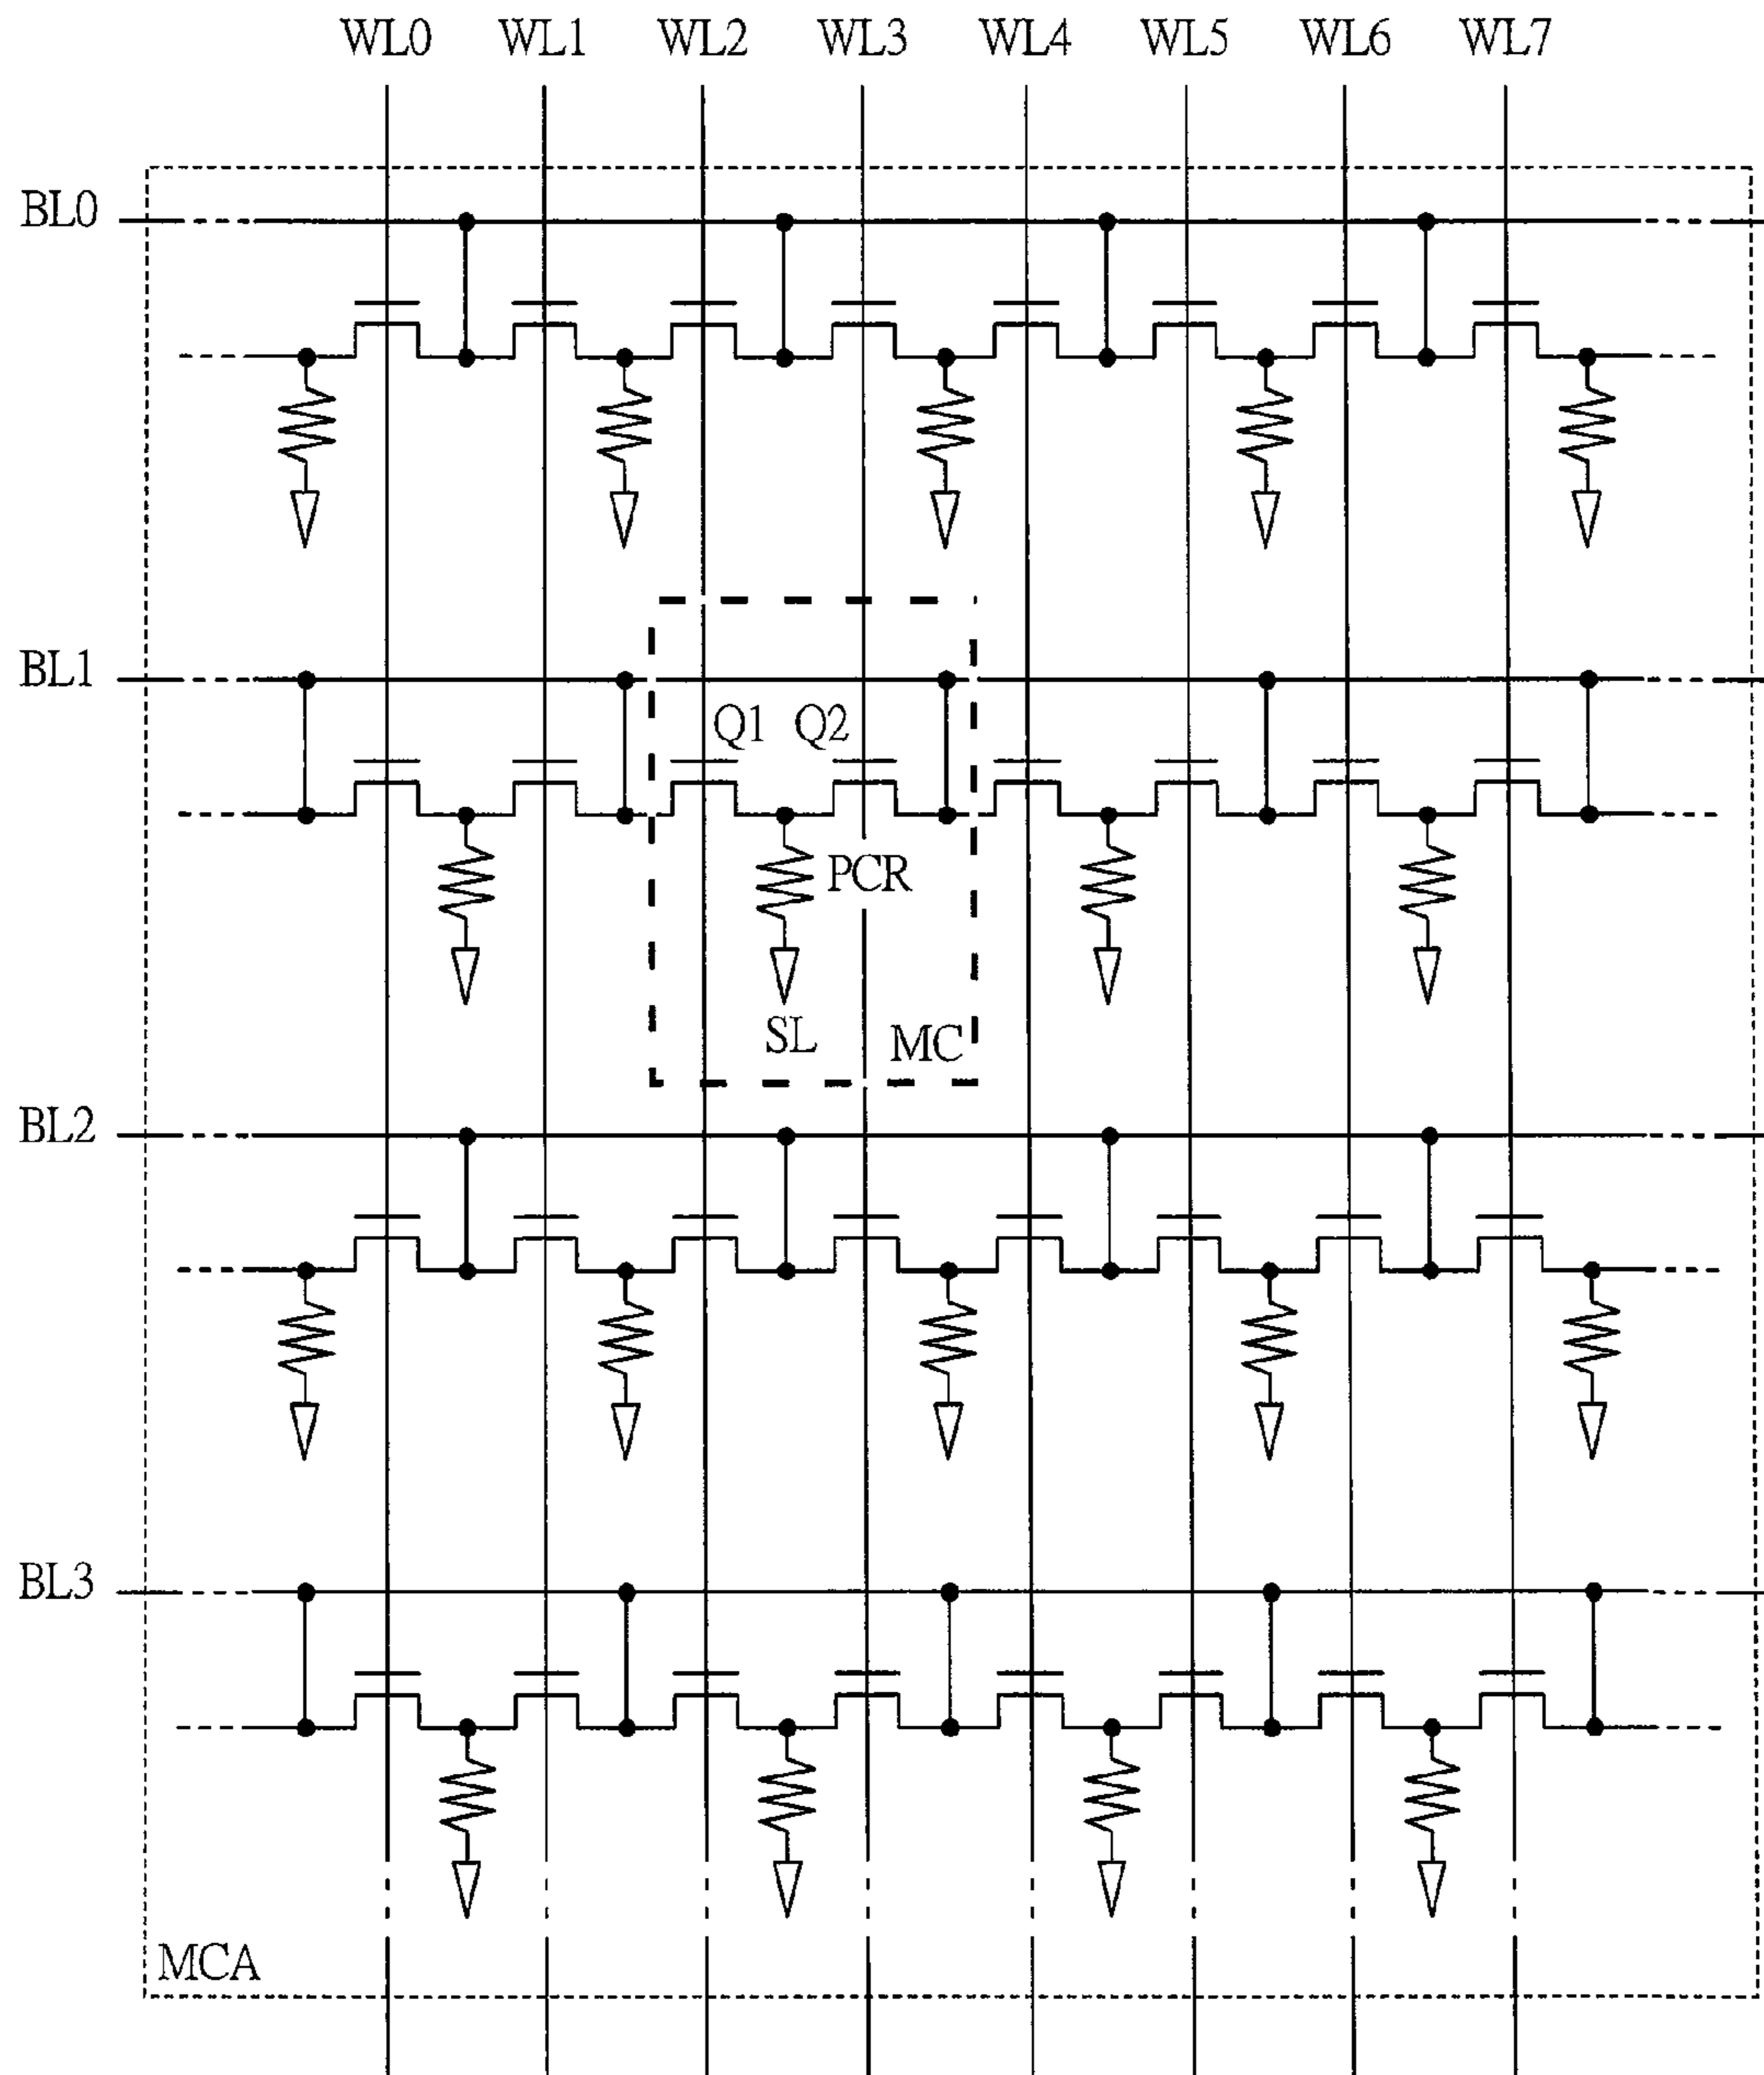 WL0 WL1 WL2 WL3 WL4 WL5 WL6 WL7
BL0
BL1
Q1 Q2
PCR
SL
MC
BL2
BL3
MCA